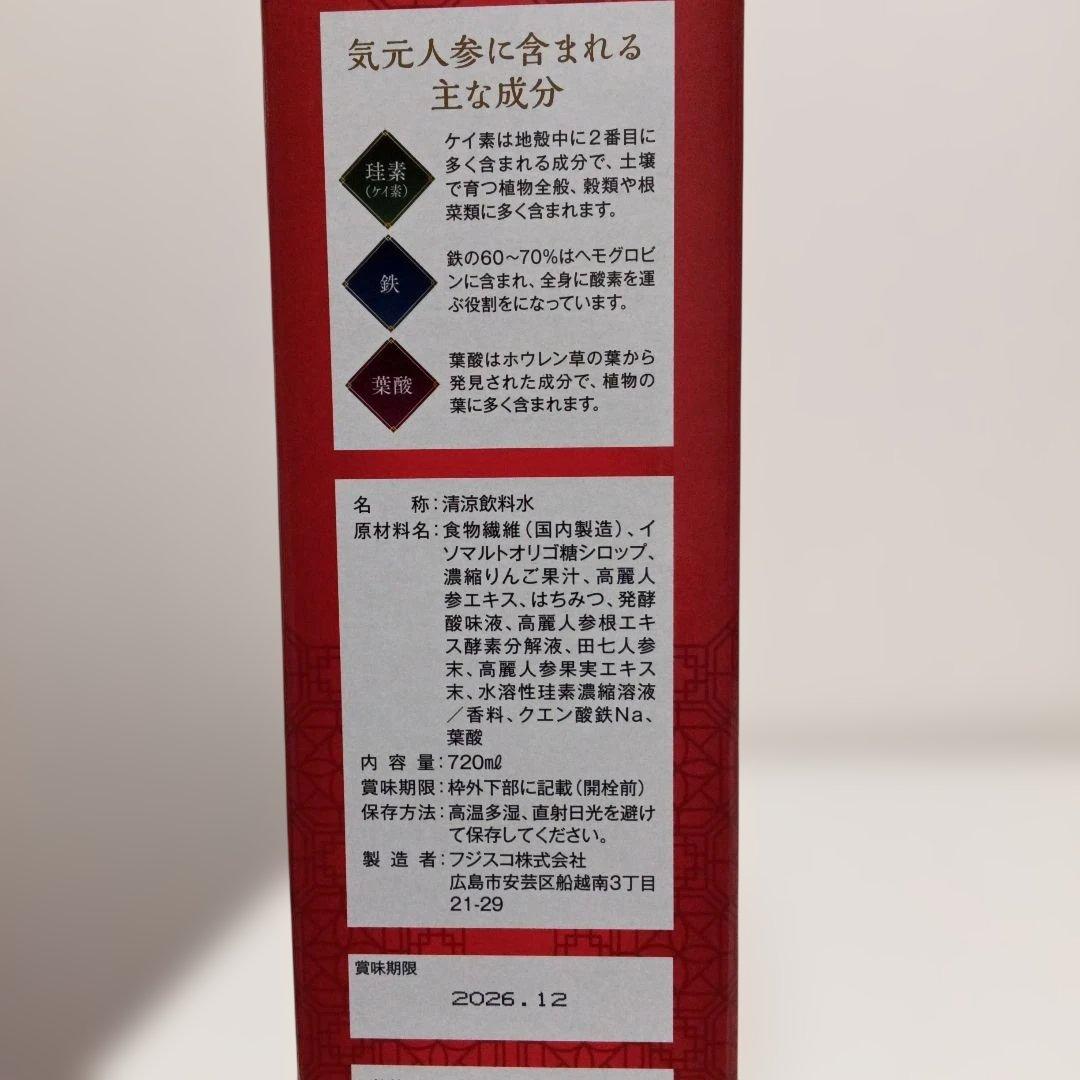 気元人参に含まれる
主な成分
珪素
(ケイ素)
ケイ素は地殻中に2番目に
多く含まれる成分で、土壌
で育つ植物全般、穀類や根
菜類に多く含まれます。
鉄
鉄の60〜70%はヘモグロビ
ンに含まれ、全身に酸素を運
ぶ役割をになっています。
葉酸
葉酸はホウレン草の葉から
発見された成分で、植物の
葉に多く含まれます。
名 称:清涼飲料水
原材料名:食物繊維(国内製造)、イ
ソマルトオリゴ糖シロップ、
濃縮りんご果汁、高麗人
参エキス、はちみつ、発酵
酸味液、高麗人参根エキ
ス酵素分解液、田七人参
末、高麗人参果実エキス
末、水溶性珪素濃縮溶液
/香料、クエン酸鉄Na、
葉酸
内容量:720㎖
賞味期限:枠外下部に記載(開栓前)
保存方法:高温多湿、直射日光を避け
て保存してください。
製造者:フジスコ株式会社
広島市安芸区船越南3丁目
21-29
賞味期限
2026.12